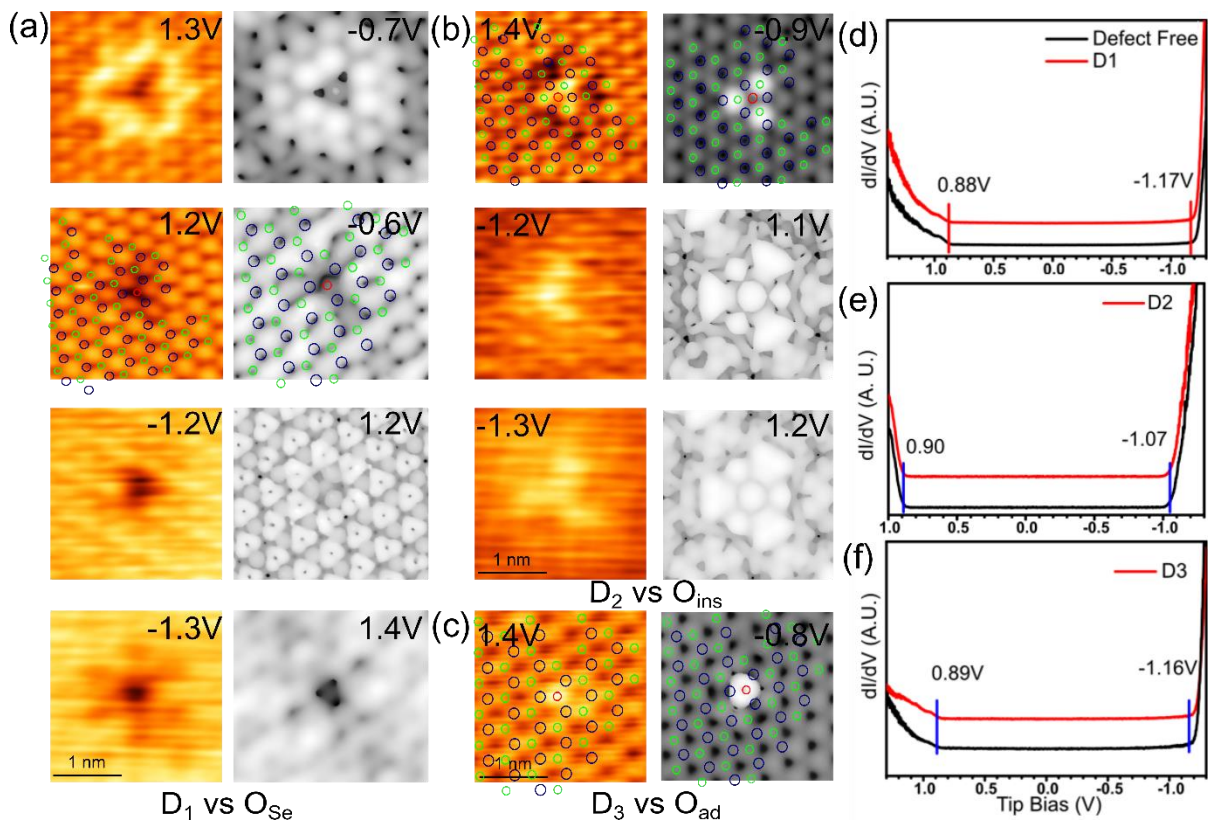 (a)
1.3V
-0.7V
1.2V
-0.6V
-1.2V
1.2V
-1.3V
1.4V
1 nm
D1 vs OSe
(b)
1.4V
-0.9V
-1.2V
1.1V
-1.3V
1.2V
1 nm
D2 vs Oins
(c)
1.4V
-0.8V
1 nm
D3 vs Oad
(d)
Defect Free
D1
dI/dV (A.U.)
0.88V
-1.17V
1.0 0.5 0.0 -0.5 -1.0
(e)
D2
dI/dV (A. U.)
0.90
-1.07
1.0 0.5 0.0 -0.5 -1.0
(f)
D3
dI/dV (A.U.)
0.89V
-1.16V
1.0 0.5 0.0 -0.5 -1.0
Tip Bias (V)